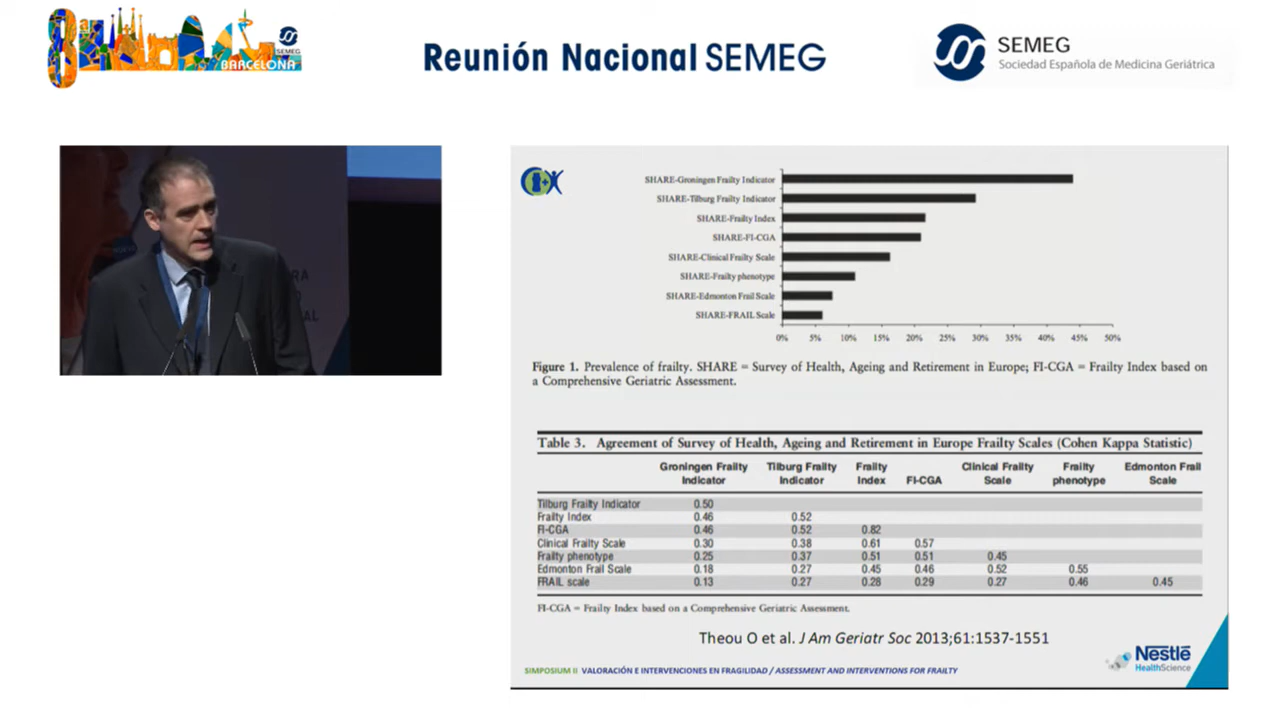 8ª
SEMEG
BARCELONA
Reunión Nacional SEMEG
SEMEG
Sociedad Española de Medicina Geriátrica
SHARE-Groningen Frailty Indicator
SHARE-Tilburg Frailty Indicator
SHARE-Frailty Index
SHARE-FI-CGA
SHARE-Clinical Frailty Scale
SHARE-Frailty phenotype
SHARE-Edmonton Frail Scale
SHARE-FRAIL Scale
0% 5% 10% 15% 20% 25% 30% 35% 40% 45% 50%
Figure 1. Prevalence of frailty. SHARE = Survey of Health, Ageing and Retirement in Europe; FI-CGA = Frailty Index based on
a Comprehensive Geriatric Assessment.
Table 3. Agreement of Survey of Health, Ageing and Retirement in Europe Frailty Scales (Cohen Kappa Statistic)
Groningen Frailty Tilburg Frailty Frailty Clinical Frailty Frailty Edmonton Frail
Indicator Indicator Index FI-CGA Scale phenotype Scale
Tilburg Frailty Indicator 0.50
Frailty Index 0.46 0.52
FI-CGA 0.46 0.52 0.82
Clinical Frailty Scale 0.30 0.38 0.61 0.57
Frailty phenotype 0.25 0.37 0.51 0.51 0.45
Edmonton Frail Scale 0.18 0.27 0.45 0.46 0.52 0.55
FRAIL scale 0.13 0.27 0.28 0.29 0.27 0.46 0.45
FI-CGA = Frailty Index based on a Comprehensive Geriatric Assessment.
Theou O et al. J Am Geriatr Soc 2013;61:1537-1551
SIMPOSIUM II VALORACIÓN E INTERVENCIONES EN FRAGILIDAD / ASSESSMENT AND INTERVENTIONS FOR FRAILTY
Nestlé
HealthScience